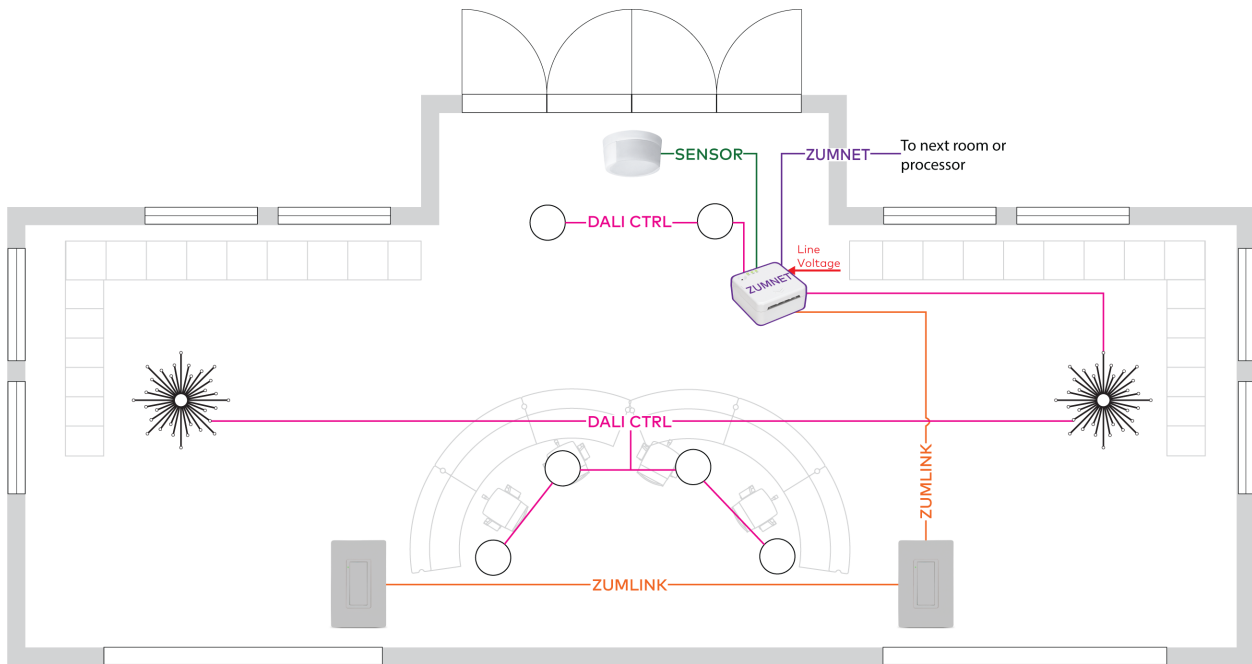 SENSOR
ZUMNET
To next room or
processor
DALI CTRL
Line
Voltage
ZUMNET
DALI CTRL
ZUMLINK
ZUMLINK